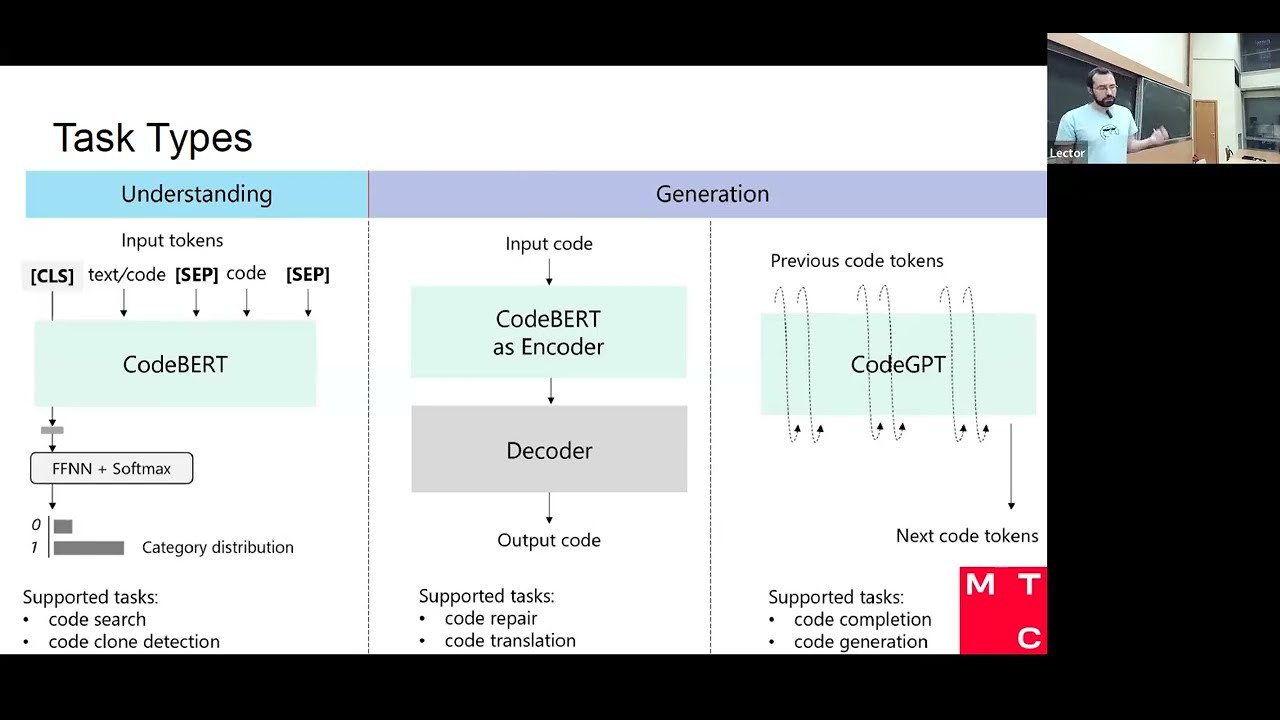 Task Types
Understanding
Generation
Input tokens
[CLS] text/code [SEP] code [SEP]
CodeBERT
FFNN + Softmax
0
1 Category distribution
Supported tasks:
• code search
• code clone detection
Input code
CodeBERT
as Encoder
Decoder
Output code
Supported tasks:
• code repair
• code translation
Previous code tokens
CodeGPT
Next code tokens
Supported tasks:
• code completion
• code generation
M T
C
Lector